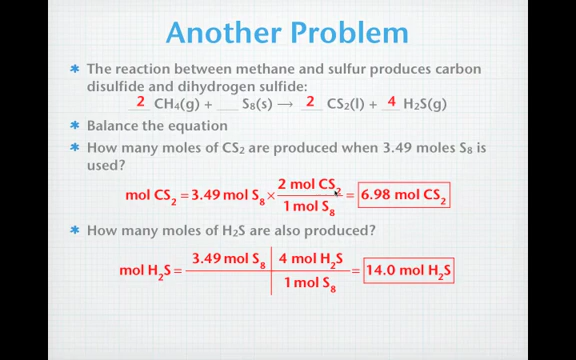 Another Problem
* The reaction between methane and sulfur produces carbon
disulfide and dihydrogen sulfide:
2 CH₄(g) + ___ S₈(s) → 2 CS₂(l) + 4 H₂S(g)
* Balance the equation
* How many moles of CS₂ are produced when 3.49 moles S₈ is
used?
mol CS₂ = 3.49 mol S₈ × 2 mol CS₂ / 1 mol S₈ = 6.98 mol CS₂
* How many moles of H₂S are also produced?
mol H₂S = 3.49 mol S₈ | 4 mol H₂S / 1 mol S₈ = 14.0 mol H₂S